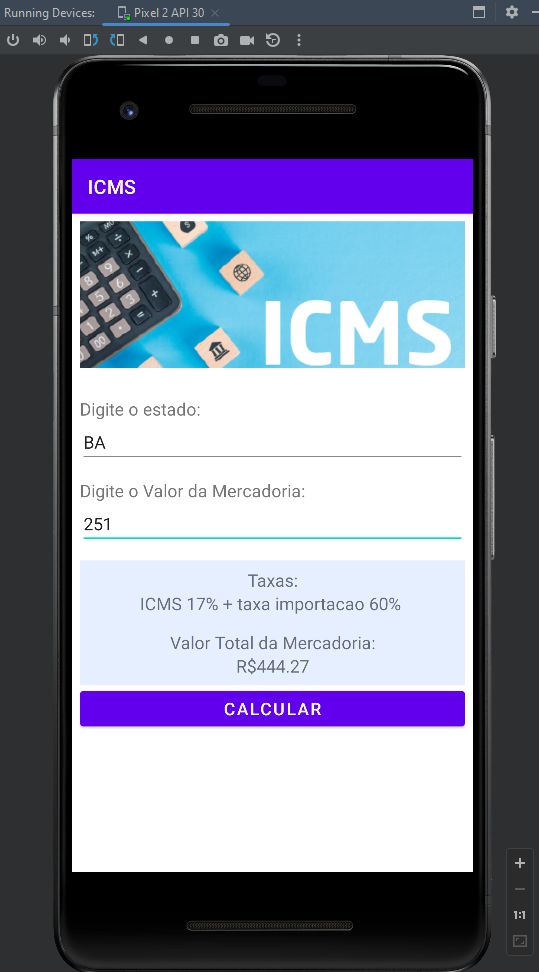 Running Devices:
Pixel 2 API 30
ICMS
ICMS
Digite o estado:
BA
Digite o Valor da Mercadoria:
251
Taxas:
ICMS 17% + taxa importacao 60%
Valor Total da Mercadoria:
R$444.27
CALCULAR
1:1